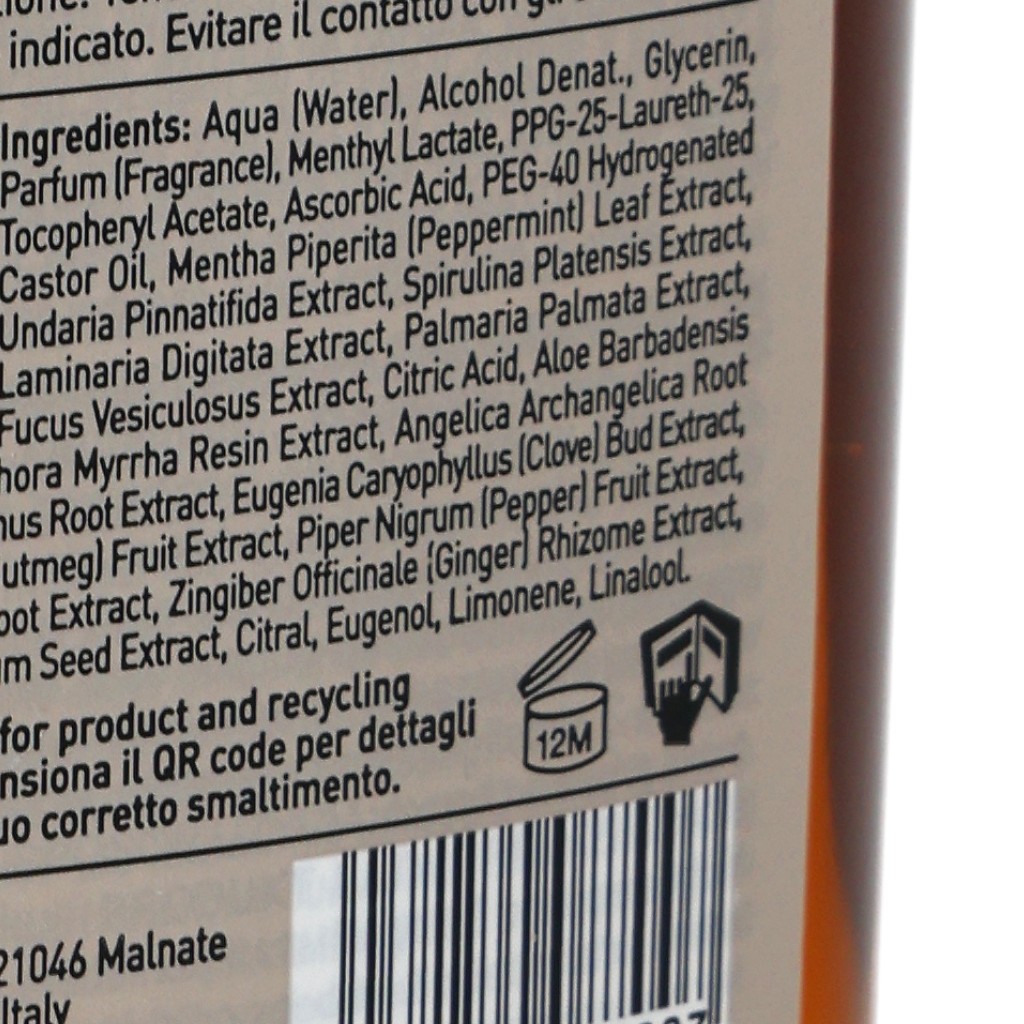 indicato. Evitare il contatto con
Ingredients: Aqua (Water), Alcohol Denat., Glycerin,
Parfum (Fragrance), Menthyl Lactate, PPG-25-Laureth-25,
Tocopheryl Acetate, Ascorbic Acid, PEG-40 Hydrogenated
Castor Oil, Mentha Piperita (Peppermint) Leaf Extract,
Undaria Pinnatifida Extract, Spirulina Platensis Extract,
Laminaria Digitata Extract, Palmaria Palmata Extract,
Fucus Vesiculosus Extract, Citric Acid, Aloe Barbadensis
hora Myrrha Resin Extract, Angelica Archangelica Root
nus Root Extract, Eugenia Caryophyllus (Clove) Bud Extract,
utmeg) Fruit Extract, Piper Nigrum (Pepper) Fruit Extract,
oot Extract, Zingiber Officinale (Ginger) Rhizome Extract,
m Seed Extract, Citral, Eugenol, Limonene, Linalool.
for product and recycling
nsiona il QR code per dettagli
uo corretto smaltimento.
12M
21046 Malnate
Italy